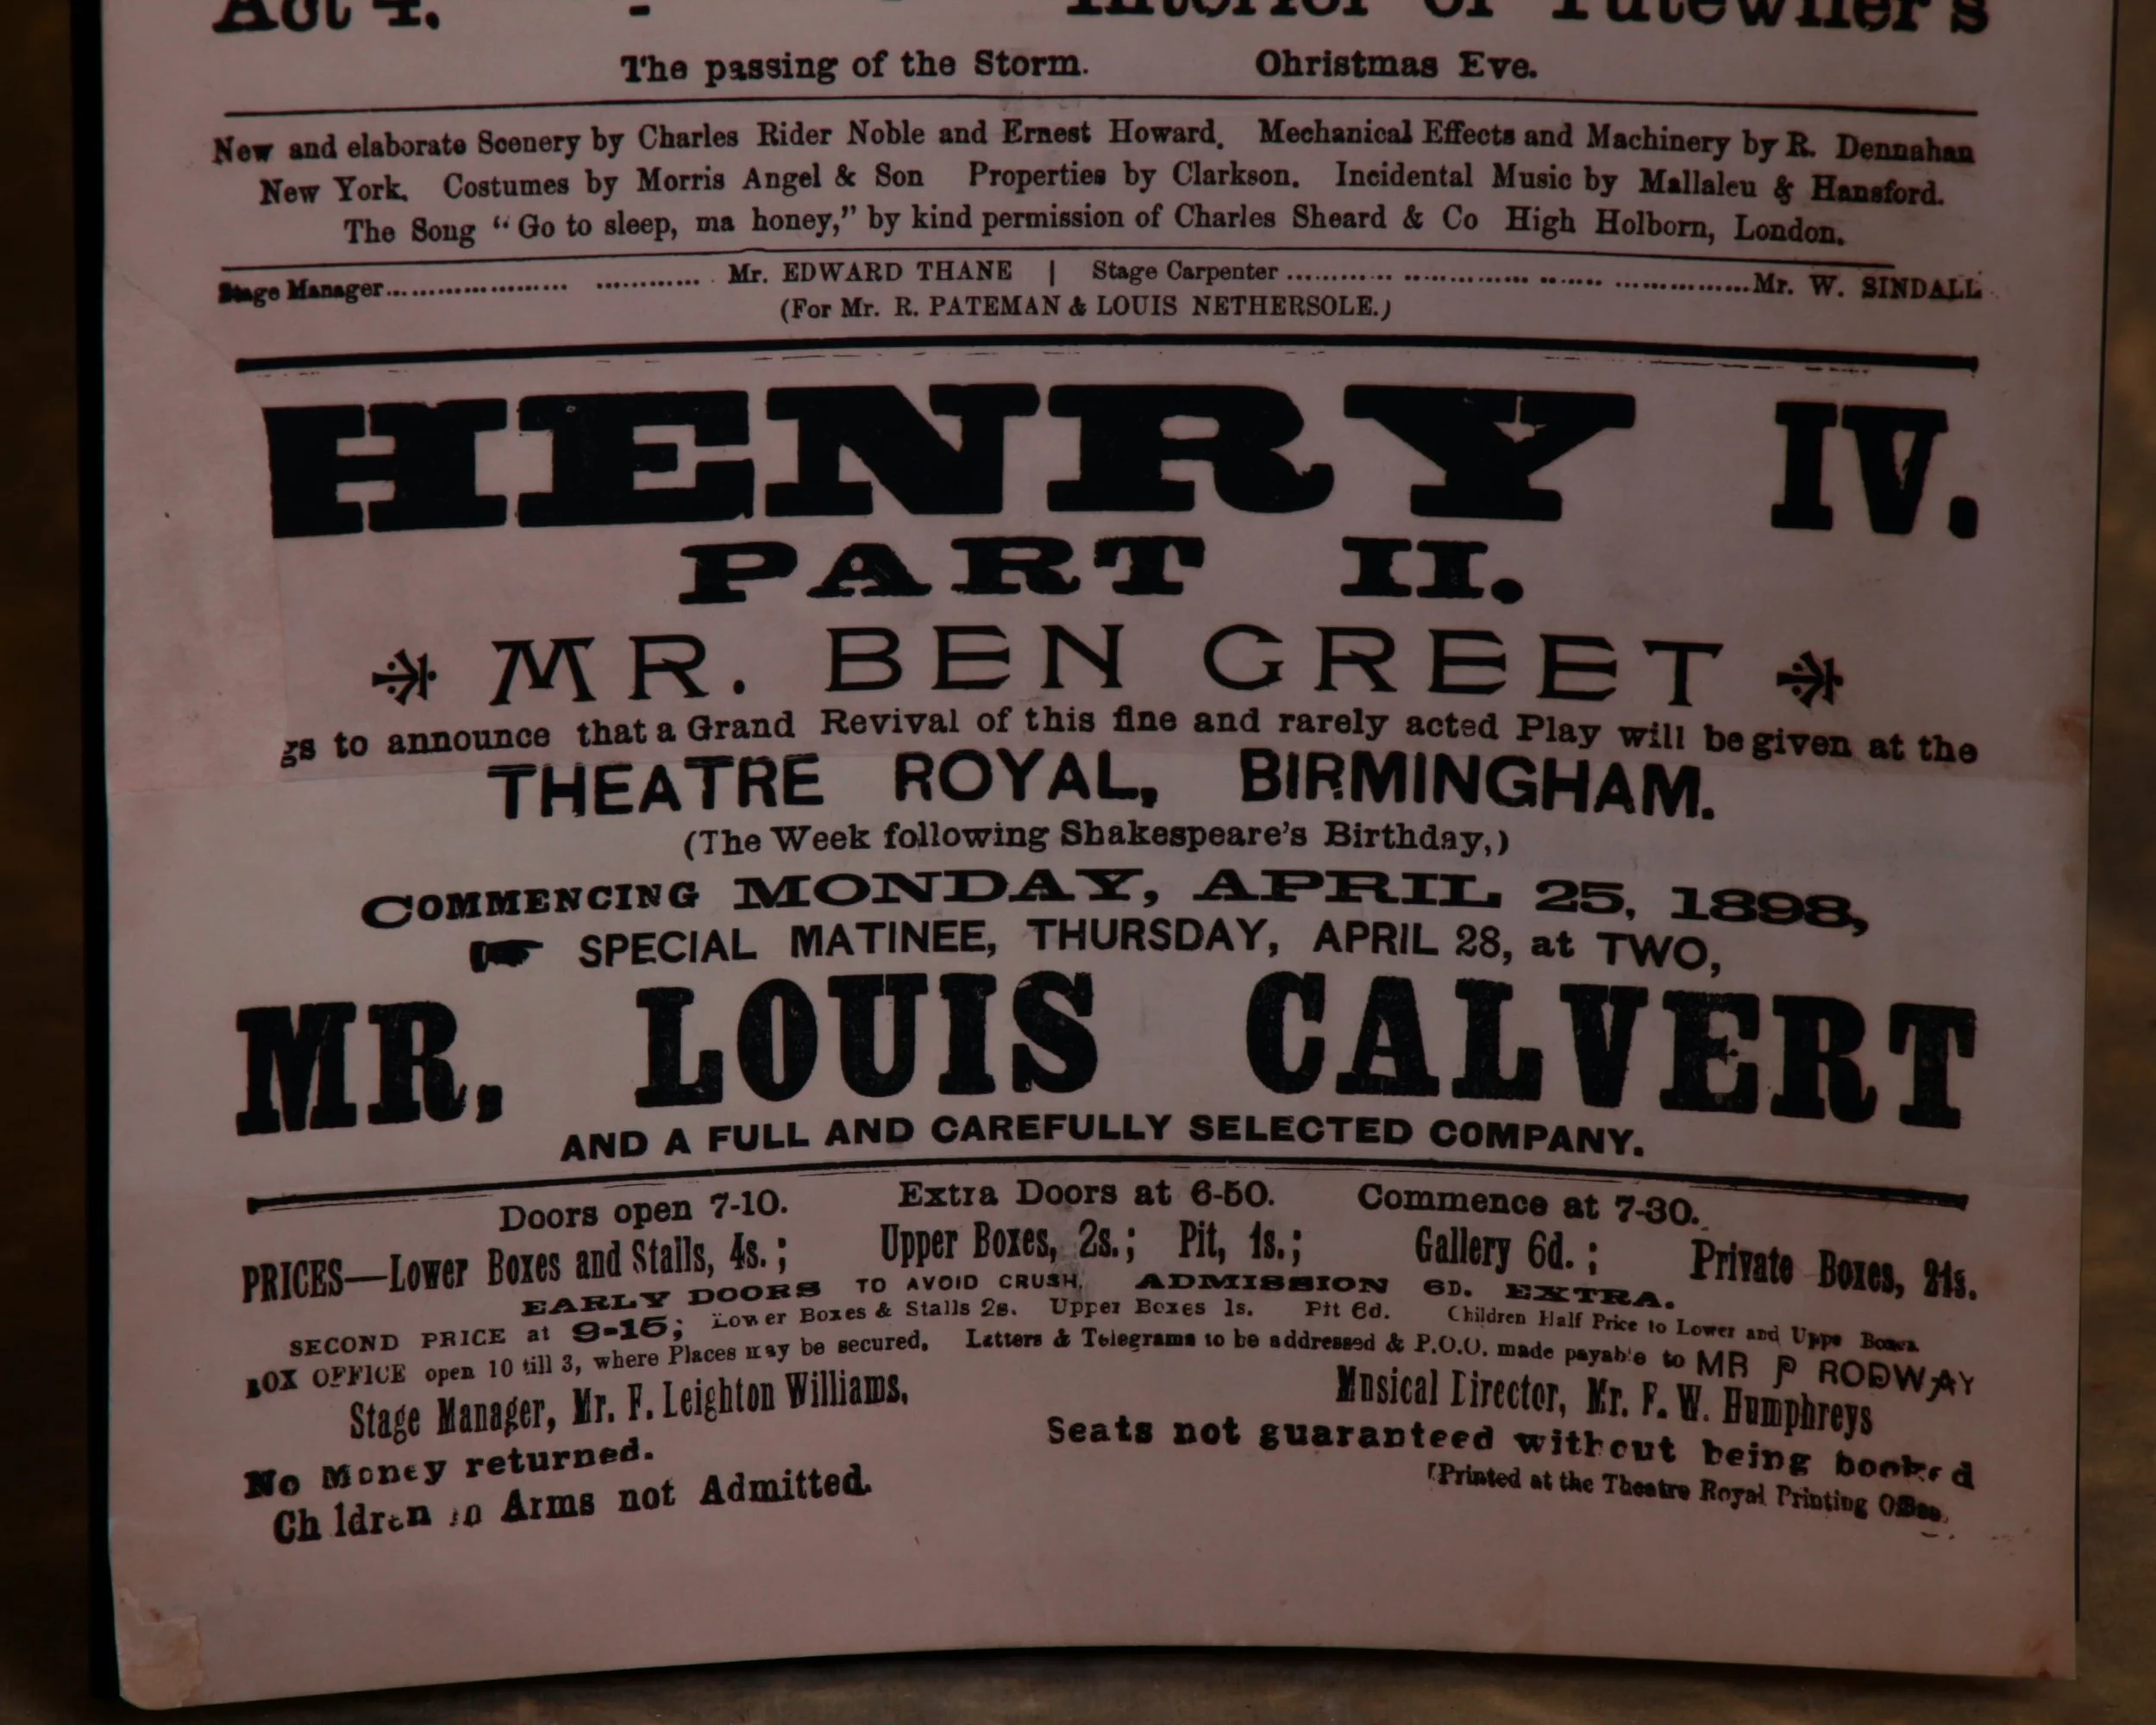 Act 4. - Interior of Tutewiler's
The passing of the Storm. Christmas Eve.
New and elaborate Scenery by Charles Rider Noble and Ernest Howard. Mechanical Effects and Machinery by R. Dennahan
New York. Costumes by Morris Angel & Son Properties by Clarkson. Incidental Music by Mallaleu & Hansford.
The Song "Go to sleep, ma honey," by kind permission of Charles Sheard & Co High Holborn, London.
Stage Manager.............................. Mr. EDWARD THANE | Stage Carpenter ..................................................Mr. W. SINDALL
(For Mr. R. PATEMAN & LOUIS NETHERSOLE.)
HENRY IV.
PART II.
MR. BEN GREET
gs to announce that a Grand Revival of this fine and rarely acted Play will be given at the
THEATRE ROYAL, BIRMINGHAM.
(The Week following Shakespeare's Birthday,)
COMMENCING MONDAY, APRIL 25, 1898,
☛ SPECIAL MATINEE, THURSDAY, APRIL 28, at TWO,
MR. LOUIS CALVERT
AND A FULL AND CAREFULLY SELECTED COMPANY.
Doors open 7-10. Extra Doors at 6-50. Commence at 7-30.
PRICES—Lower Boxes and Stalls, 4s. ; Upper Boxes, 2s.; Pit, 1s.; Gallery 6d. ; Private Boxes, 21s.
EARLY DOORS TO AVOID CRUSH, ADMISSION 6D. EXTRA.
SECOND PRICE at 9-15; Lower Boxes & Stalls 2s. Upper Boxes 1s. Pit 6d. Children Half Price to Lower and Uppe Boxes.
BOX OFFICE open 10 till 3, where Places may be secured. Letters & Telegrams to be addressed & P.O.O. made payable to MR P RODWAY
Stage Manager, Mr. F. Leighton Williams. Musical Director, Mr. F. W. Humphreys
No Money returned. Seats not guaranteed without being booked
Ch ldren in Arms not Admitted. [Printed at the Theatre Royal Printing Office.